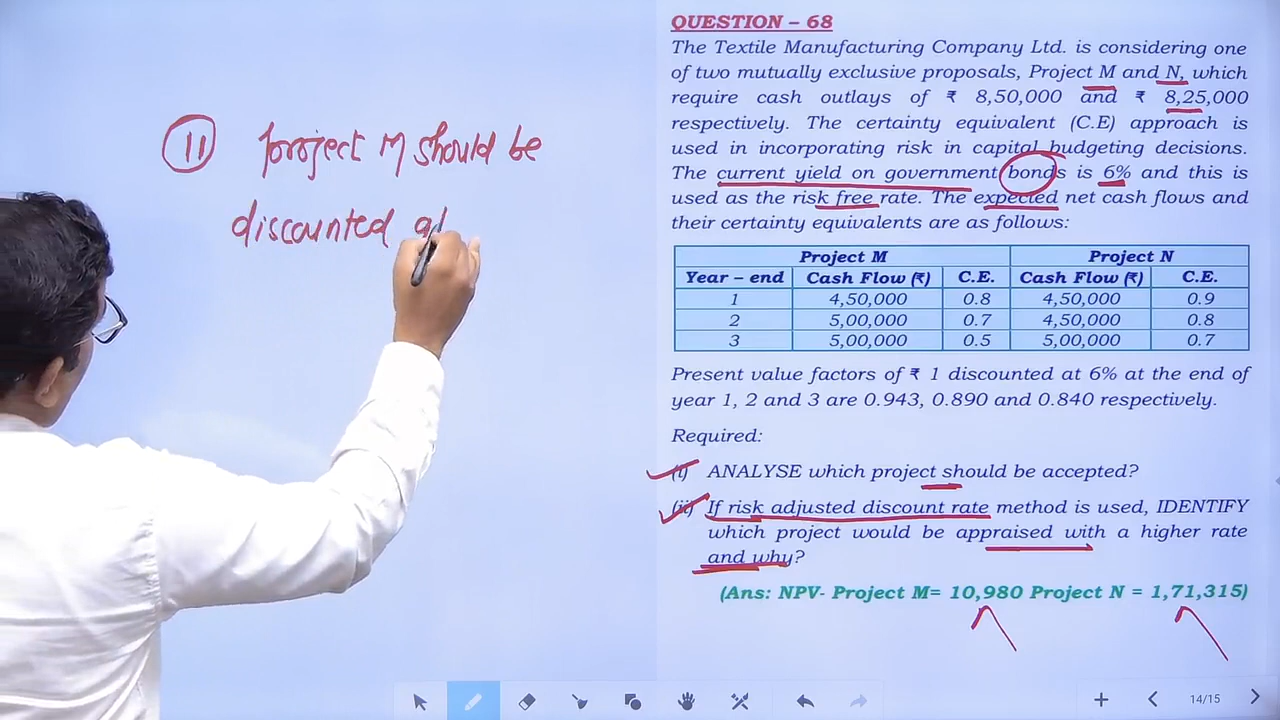 (11) project M should be
discounted at
QUESTION – 68
The Textile Manufacturing Company Ltd. is considering one
of two mutually exclusive proposals, Project M and N, which
require cash outlays of ₹ 8,50,000 and ₹ 8,25,000
respectively. The certainty equivalent (C.E) approach is
used in incorporating risk in capital budgeting decisions.
The current yield on government bonds is 6% and this is
used as the risk free rate. The expected net cash flows and
their certainty equivalents are as follows:
Project M Project N
Year – end Cash Flow (₹) C.E. Cash Flow (₹) C.E.
1 4,50,000 0.8 4,50,000 0.9
2 5,00,000 0.7 4,50,000 0.8
3 5,00,000 0.5 5,00,000 0.7
Present value factors of ₹ 1 discounted at 6% at the end of
year 1, 2 and 3 are 0.943, 0.890 and 0.840 respectively.
Required:
(i) ANALYSE which project should be accepted?
(ii) If risk adjusted discount rate method is used, IDENTIFY
which project would be appraised with a higher rate
and why?
(Ans: NPV- Project M= 10,980 Project N = 1,71,315)
14/15